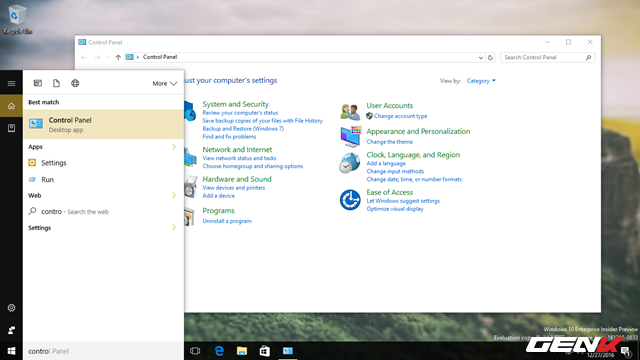 Recycle Bin
Control Panel
Control Panel
Search Control Panel
Adjust your computer's settings
View by: Category
System and Security
Review your computer's status
Save backup copies of your files with File History
Backup and Restore (Windows 7)
Find and fix problems
Network and Internet
View network status and tasks
Choose homegroup and sharing options
Hardware and Sound
View devices and printers
Add a device
Programs
Uninstall a program
User Accounts
Change account type
Appearance and Personalization
Change the theme
Clock, Language, and Region
Add a language
Change input methods
Change date, time, or number formats
Ease of Access
Let Windows suggest settings
Optimize visual display
More
Best match
Control Panel
Desktop app
Apps
Settings
Run
Web
contro - Search the web
Settings
control Panel
Windows 10 Enterprise Insider Preview
Evaluation copy.
GENK
12/27/2016